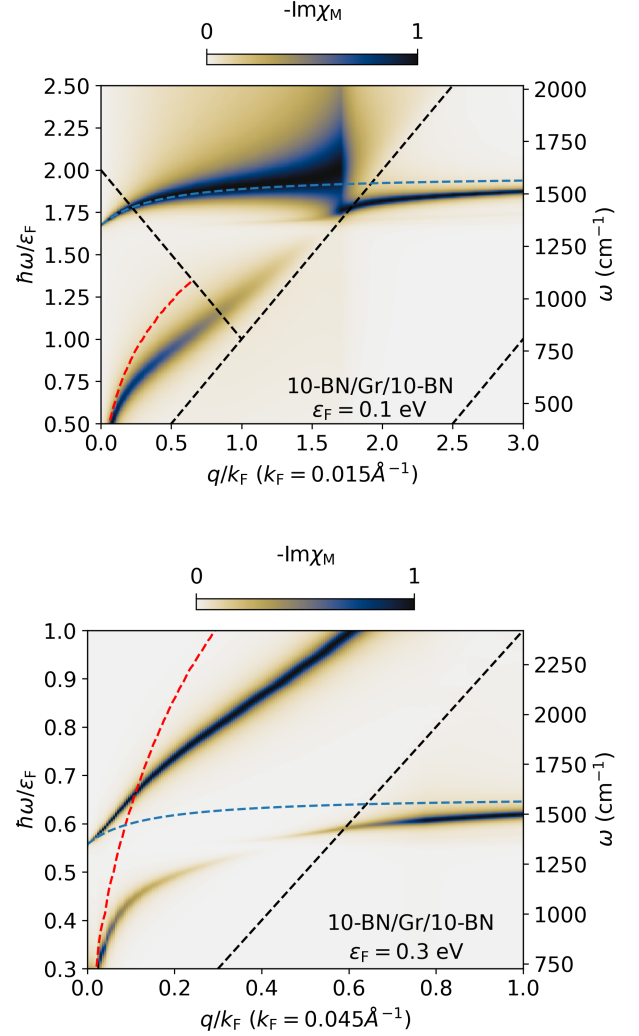 -Imχ_M
0 1
2.50
2.25
2.00
1.75
1.50
1.25
1.00
0.75
0.50
ħω/ε_F
2000
1750
1500
1250
1000
750
500
ω (cm⁻¹)
10-BN/Gr/10-BN
ε_F = 0.1 eV
0.0 0.5 1.0 1.5 2.0 2.5 3.0
q/k_F (k_F = 0.015Å⁻¹)
-Imχ_M
0 1
1.0
0.9
0.8
0.7
0.6
0.5
0.4
0.3
ħω/ε_F
2250
2000
1750
1500
1250
1000
750
ω (cm⁻¹)
10-BN/Gr/10-BN
ε_F = 0.3 eV
0.0 0.2 0.4 0.6 0.8 1.0
q/k_F (k_F = 0.045Å⁻¹)